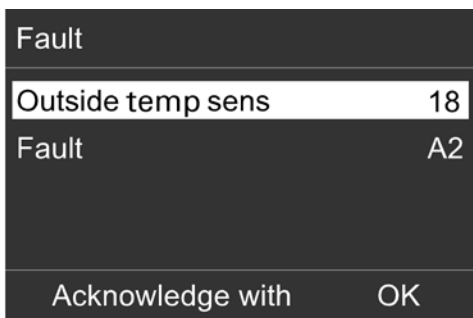 Fault
Outside temp sens 18
Fault A2
Acknowledge with OK